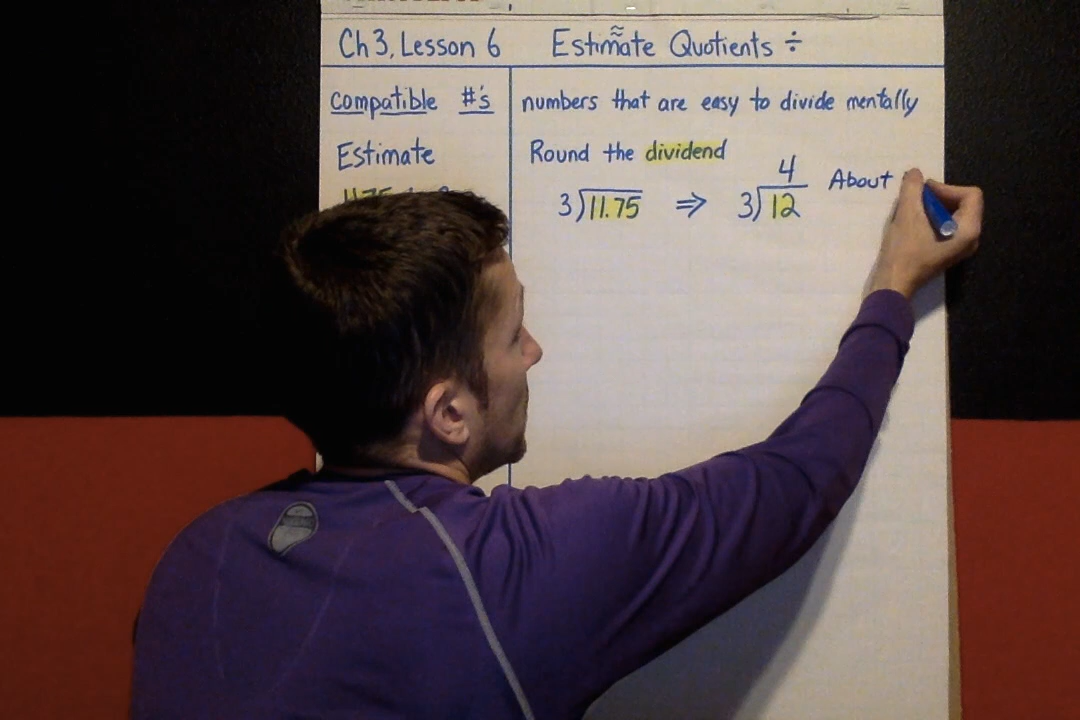 Ch 3, Lesson 6 Estimate Quotients ÷
≈
compatible #'s numbers that are easy to divide mentally
Estimate Round the dividend
4 About
3)11.75 ⇒ 3)12